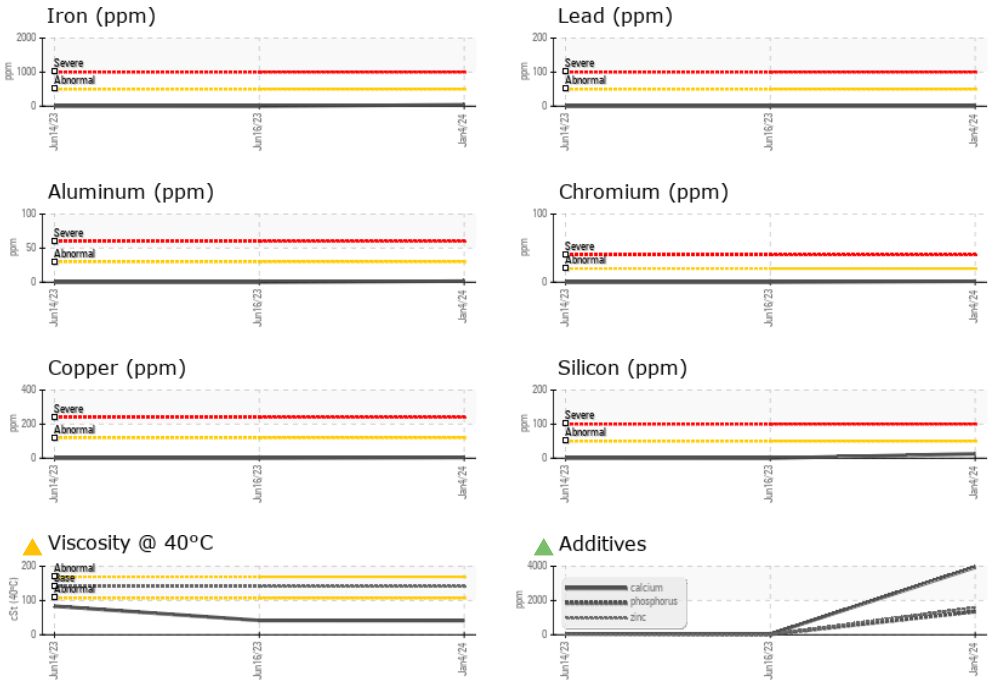 Iron (ppm)
2000
1000
0
ppm
Severe
Abnormal
Jun14/23
Jun16/23
Jan4/24
Lead (ppm)
200
100
0
ppm
Severe
Abnormal
Jun14/23
Jun16/23
Jan4/24
Aluminum (ppm)
100
50
0
ppm
Severe
Abnormal
Jun14/23
Jun16/23
Jan4/24
Chromium (ppm)
100
0
ppm
Severe
Abnormal
Jun14/23
Jun16/23
Jan4/24
Copper (ppm)
400
200
0
ppm
Severe
Abnormal
Jun14/23
Jun16/23
Jan4/24
Silicon (ppm)
200
100
0
ppm
Severe
Abnormal
Jun14/23
Jun16/23
Jan4/24
Viscosity @ 40°C
200
100
0
cSt (40°C)
Abnormal
Base
Abnormal
Jun14/23
Jun16/23
Jan4/24
Additives
4000
2000
0
ppm
calcium
phosphorus
zinc
Jun14/23
Jun16/23
Jan4/24